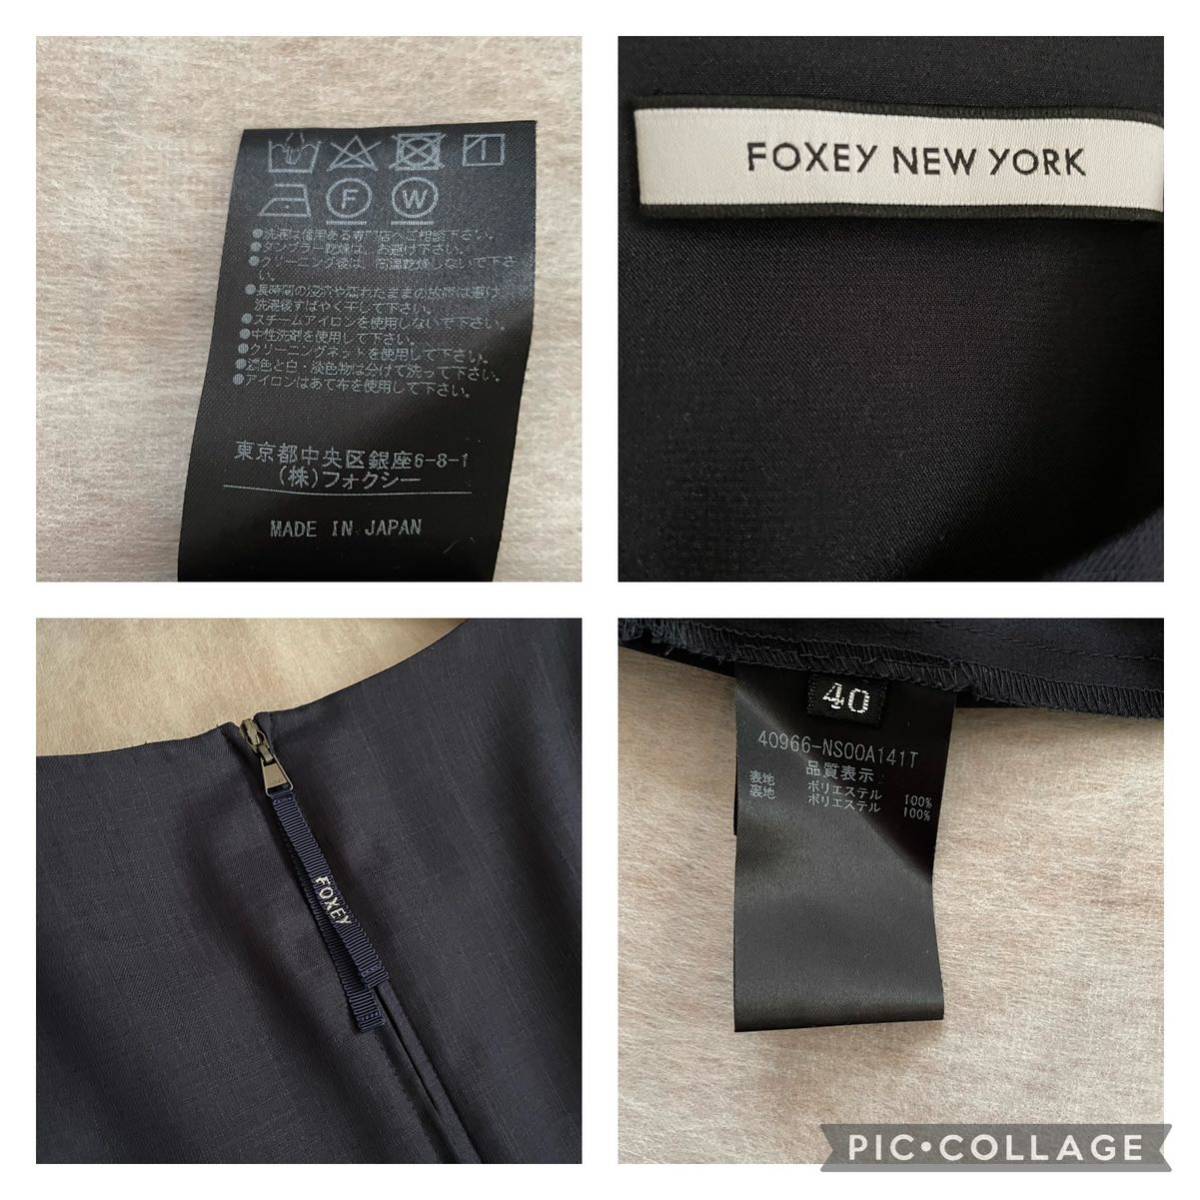 F W
●洗濯は信用ある専門店へご相談下さい。
●タンブラー乾燥は、お避け下さい。
●クリーニング後は、高温乾燥しないで下さ
い。
●長時間の浸漬や濡れたままの放置は避け
洗濯後すばやく干して下さい。
●スチームアイロンを使用しないで下さい。
●中性洗剤を使用して下さい。
●クリーニングネットを使用して下さい。
●濃色と白・淡色物は分けて洗って下さい。
●アイロンはあて布を使用して下さい。
東京都中央区銀座6-8-1
(株)フォクシー
MADE IN JAPAN
FOXEY NEW YORK
FOXEY
40
40966-NS00A141T
品質表示
表地 ポリエステル 100%
裏地 ポリエステル 100%
PIC•COLLAGE